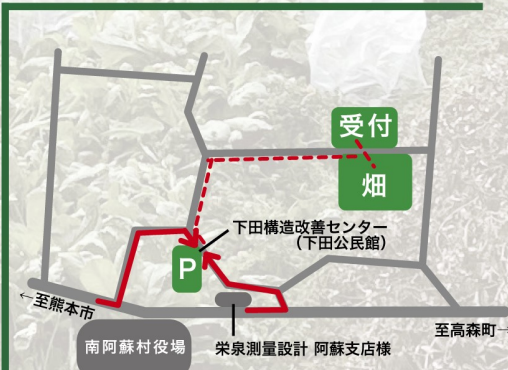 受付
畑
下田構造改善センター
（下田公民館）
P
←至熊本市
至高森町→
南阿蘇村役場
栄泉測量設計 阿蘇支店様